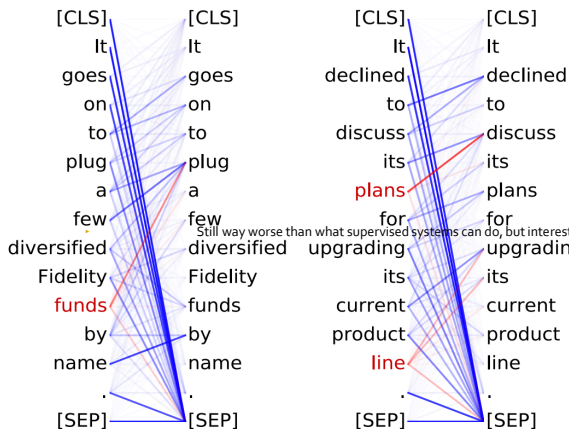 [CLS] [CLS] [CLS] [CLS]
It It It It
goes goes declined declined
on on to to
to to discuss discuss
plug plug its its
a a plans plans
few few for for
Still way worse than what supervised systems can do, but interest
diversified diversified upgrading upgradin
Fidelity Fidelity its its
funds funds current current
by by product product
name name line line
. . . .
[SEP] [SEP] [SEP] [SEP]